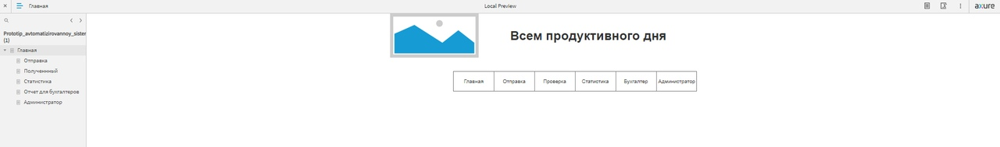 Главная
Local Preview
axure
Prototip_avtomatizirovannoy_sister
(1)
Главная
Отправка
Полученнный
Статистика
Отчет для бухгалтеров
Администратор
Всем продуктивного дня
Главная Отправка Проверка Статистика Бухгалтер Администратор